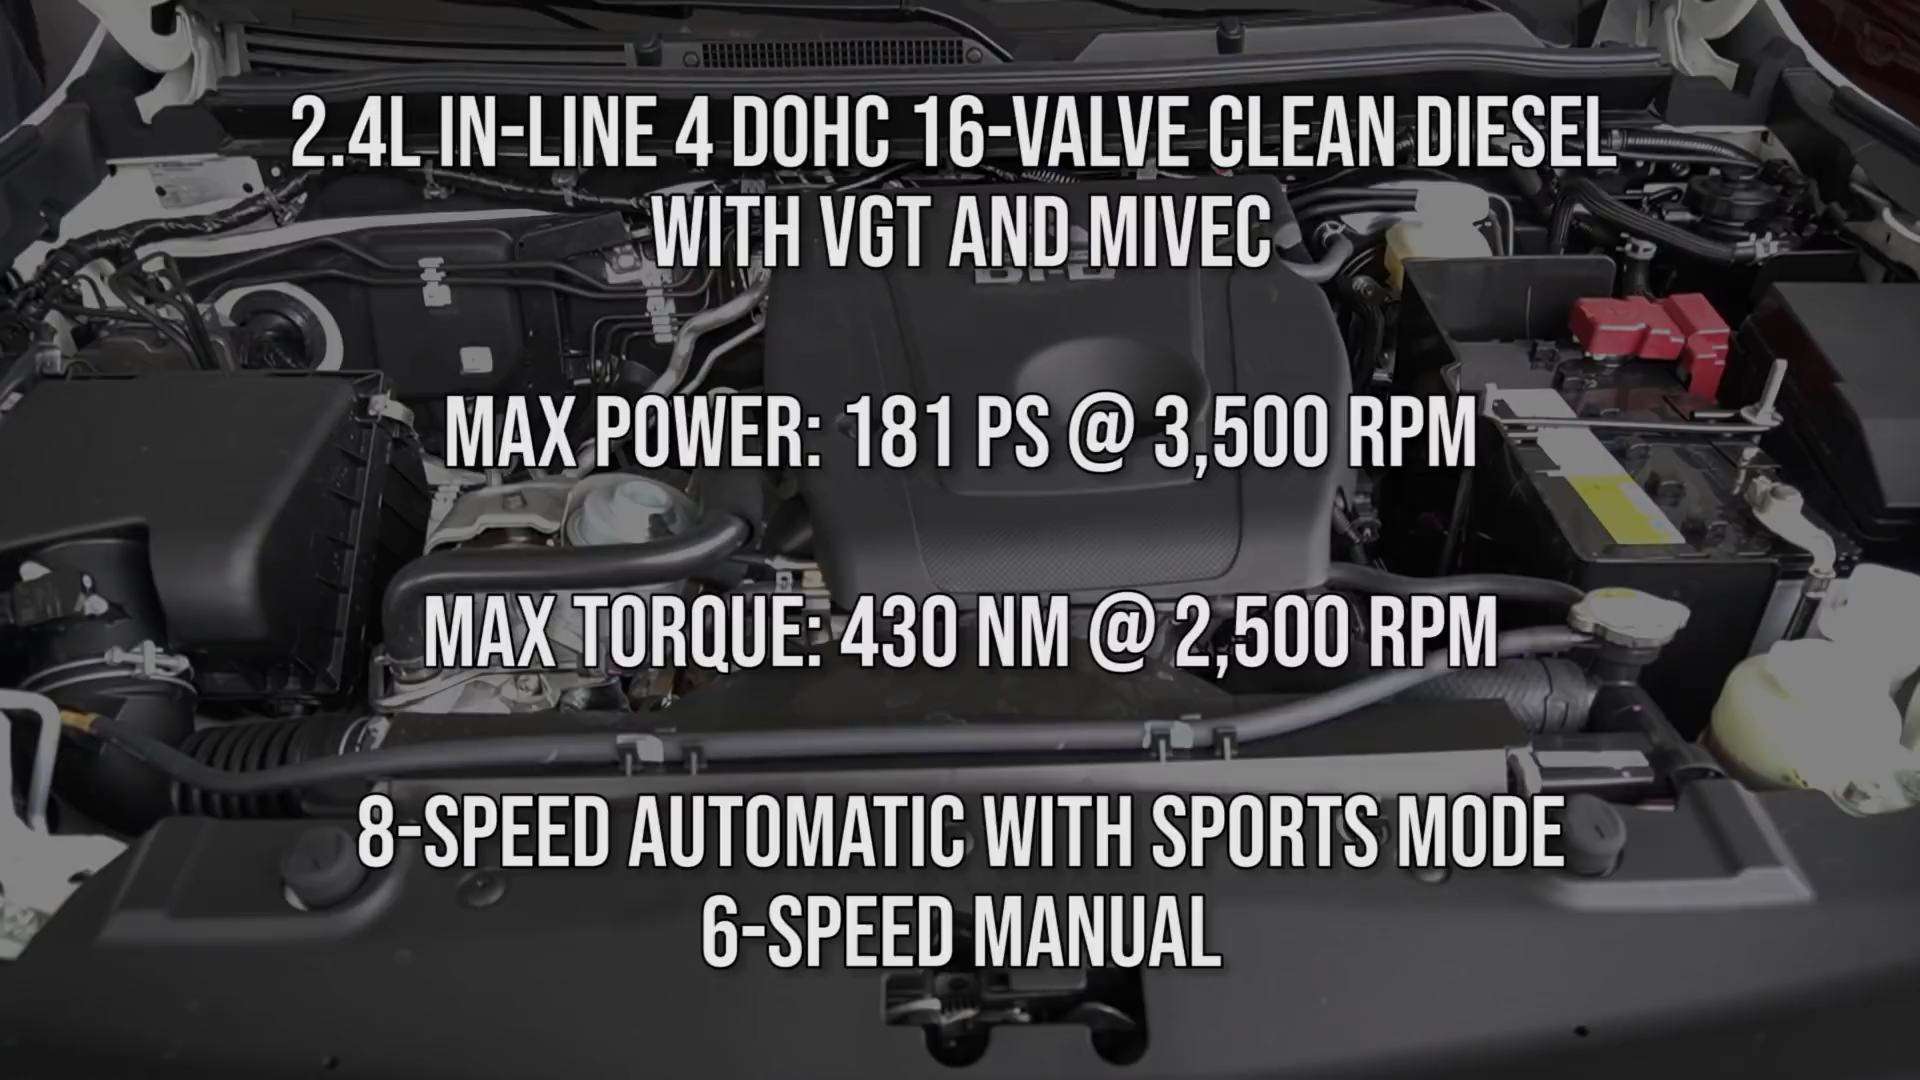 2.4L IN-LINE 4 DOHC 16-VALVE CLEAN DIESEL
WITH VGT AND MIVEC
MAX POWER: 181 PS @ 3,500 RPM
MAX TORQUE: 430 NM @ 2,500 RPM
8-SPEED AUTOMATIC WITH SPORTS MODE
6-SPEED MANUAL